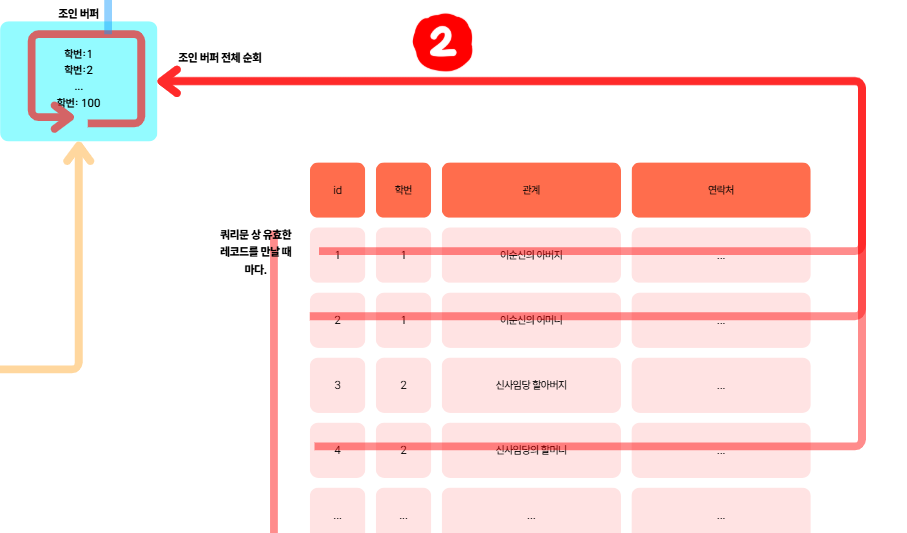 조인 버퍼
학번:1
학번:2
...
학번: 100
조인 버퍼 전체 순회
2
id 학번 관계 연락처
쿼리문 상 유효한
레코드를 만날 때
마다.
1 1 이순신의 아버지 ...
2 1 이순신의 어머니 ...
3 2 신사임당 할아버지 ...
4 2 신사임당의 할머니 ...
... ... ... ...